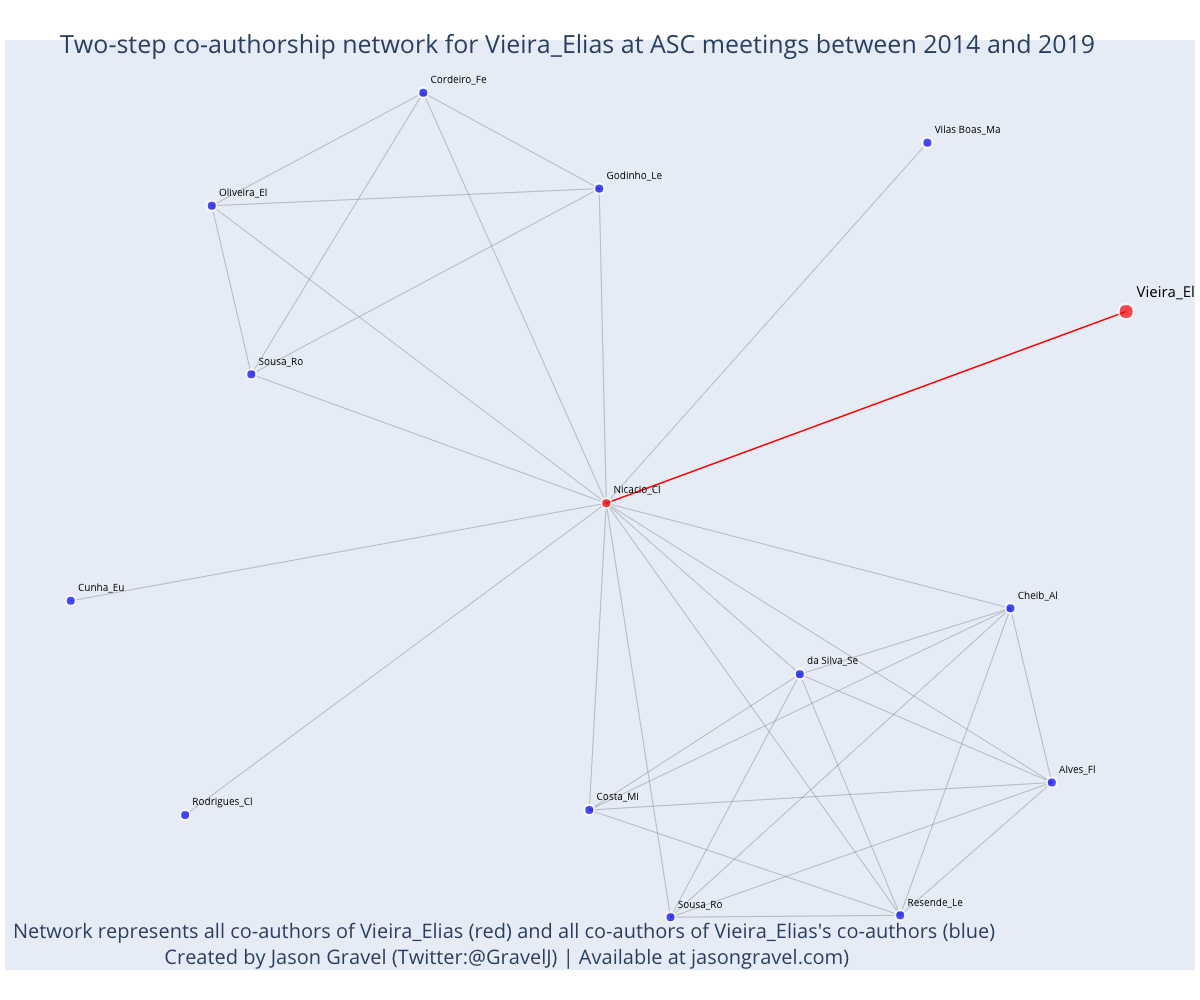 Two-step co-authorship network for Vieira_Elias at ASC meetings between 2014 and 2019
Cordeiro_Fe
Vilas Boas_Ma
Godinho_Le
Oliveira_El
Vieira_El
Sousa_Ro
Nicacio_Cl
Cunha_Eu
Cheib_Al
da Silva_Se
Alves_Fl
Costa_Mi
Rodrigues_Cl
Sousa_Ro
Resende_Le
Network represents all co-authors of Vieira_Elias (red) and all co-authors of Vieira_Elias's co-authors (blue)
Created by Jason Gravel (Twitter:@GravelJ) | Available at jasongravel.com)